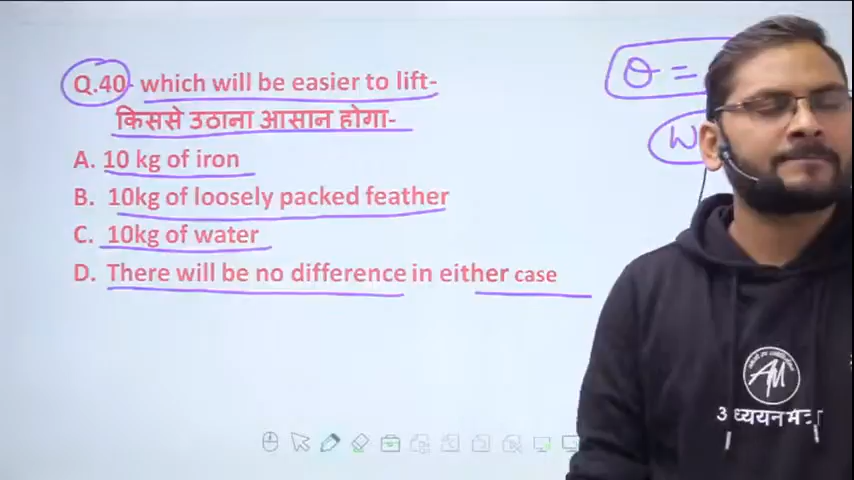 Q.40- which will be easier to lift-
किससे उठाना आसान होगा-
A. 10 kg of iron
B. 10kg of loosely packed feather
C. 10kg of water
D. There will be no difference in either case
θ =
W
AM
अध्ययन मंत्रा